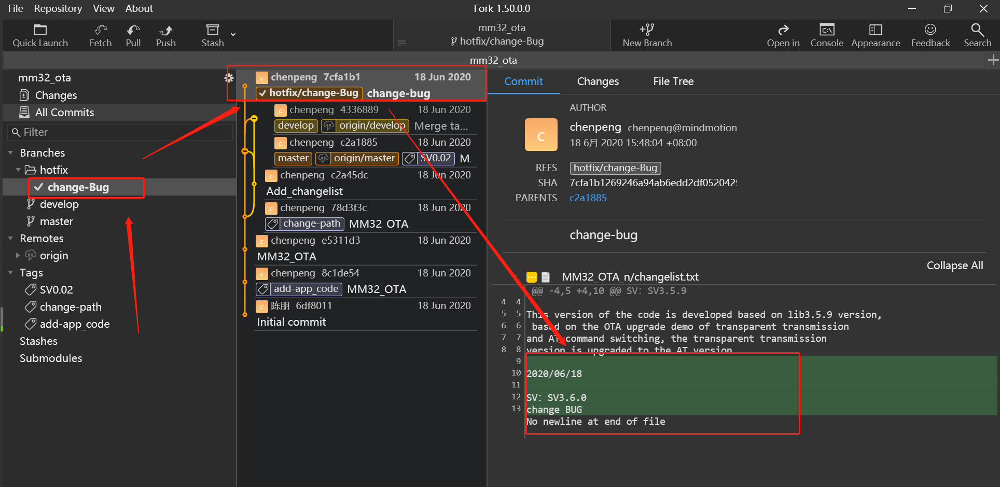 File Repository View About
Fork 1.50.0.0
Quick Launch
Fetch
Pull
Push
Stash
mm32_ota
hotfix/change-Bug
New Branch
Open in
Console
Appearance
Feedback
Search
mm32_ota
mm32_ota
Changes
All Commits
Filter
Branches
hotfix
change-Bug
develop
master
Remotes
origin
Tags
SV0.02
change-path
add-app_code
Stashes
Submodules
c chenpeng 7cfa1b1 18 Jun 2020
hotfix/change-Bug change-bug
c chenpeng 4336889 18 Jun 2020
develop origin/develop Merge ta...
c chenpeng c2a1885 18 Jun 2020
master origin/master SV0.02 M.
c chenpeng c2a45dc 18 Jun 2020
Add_changelist
c chenpeng 78d3f3c 18 Jun 2020
change-path MM32_OTA
c chenpeng e5311d3 18 Jun 2020
MM32_OTA
c chenpeng 8c1de54 18 Jun 2020
add-app_code MM32_OTA
c 陈朋 6df8011 18 Jun 2020
Initial commit
Commit Changes File Tree
AUTHOR
c
chenpeng chenpeng@mindmotion
18 6月 2020 15:48:04 +08:00
REFS hotfix/change-Bug
SHA 7cfa1b1269246a94ab6edd2df052042
PARENTS c2a1885
change-bug
Collapse All
MM32_OTA_n/changelist.txt
@@ -4,5 +4,10 @@ SV: SV3.5.9
4 4
5 5 This version of the code is developed based on lib3.5.9 version,
6 6 based on the OTA upgrade demo of transparent transmission
7 7 and AT command switching, the transparent transmission
8 8 version is upgraded to the AT version
9
10 2020/06/18
11
12 SV: SV3.6.0
13 change BUG
No newline at end of file